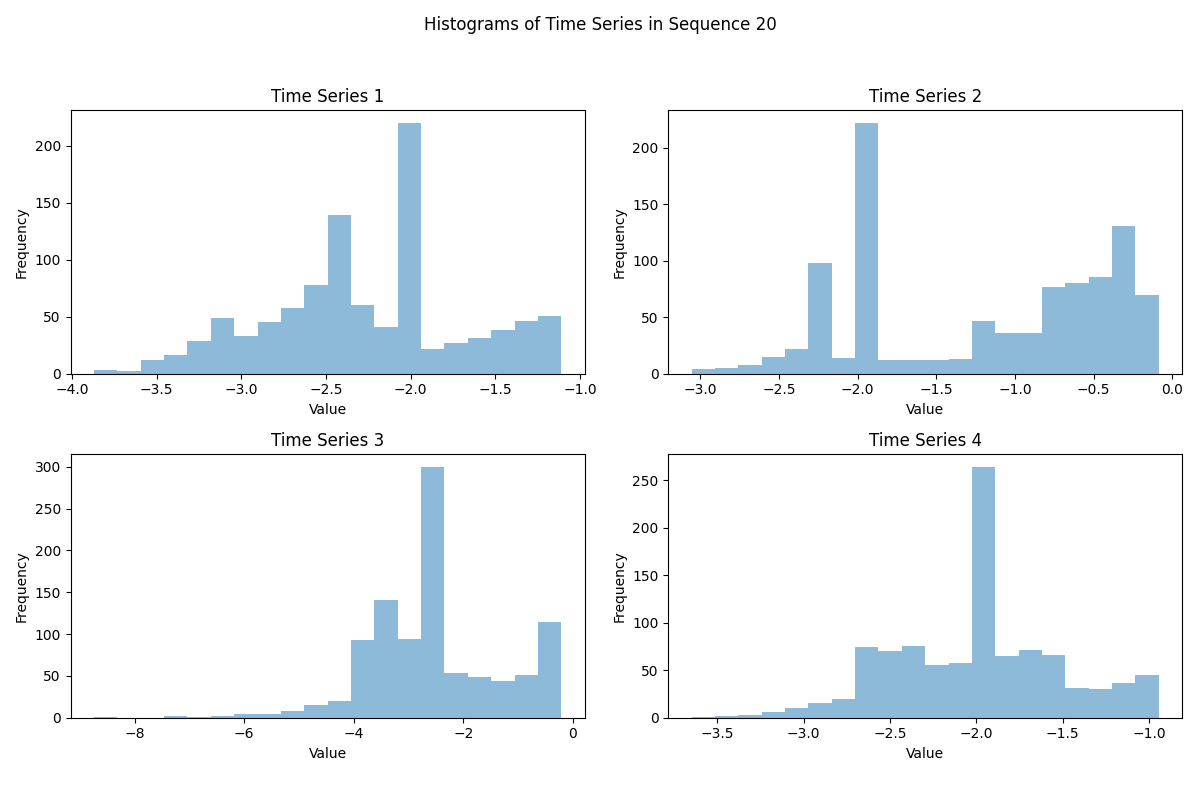 Histograms of Time Series in Sequence 20
Time Series 1
Frequency
200
150
100
50
0
−4.0 −3.5 −3.0 −2.5 −2.0 −1.5 −1.0
Value
Time Series 2
Frequency
200
150
100
50
0
−3.0 −2.5 −2.0 −1.5 −1.0 −0.5 0.0
Value
Time Series 3
Frequency
300
250
200
150
100
50
0
−8 −6 −4 −2 0
Value
Time Series 4
Frequency
250
200
150
100
50
0
−3.5 −3.0 −2.5 −2.0 −1.5 −1.0
Value